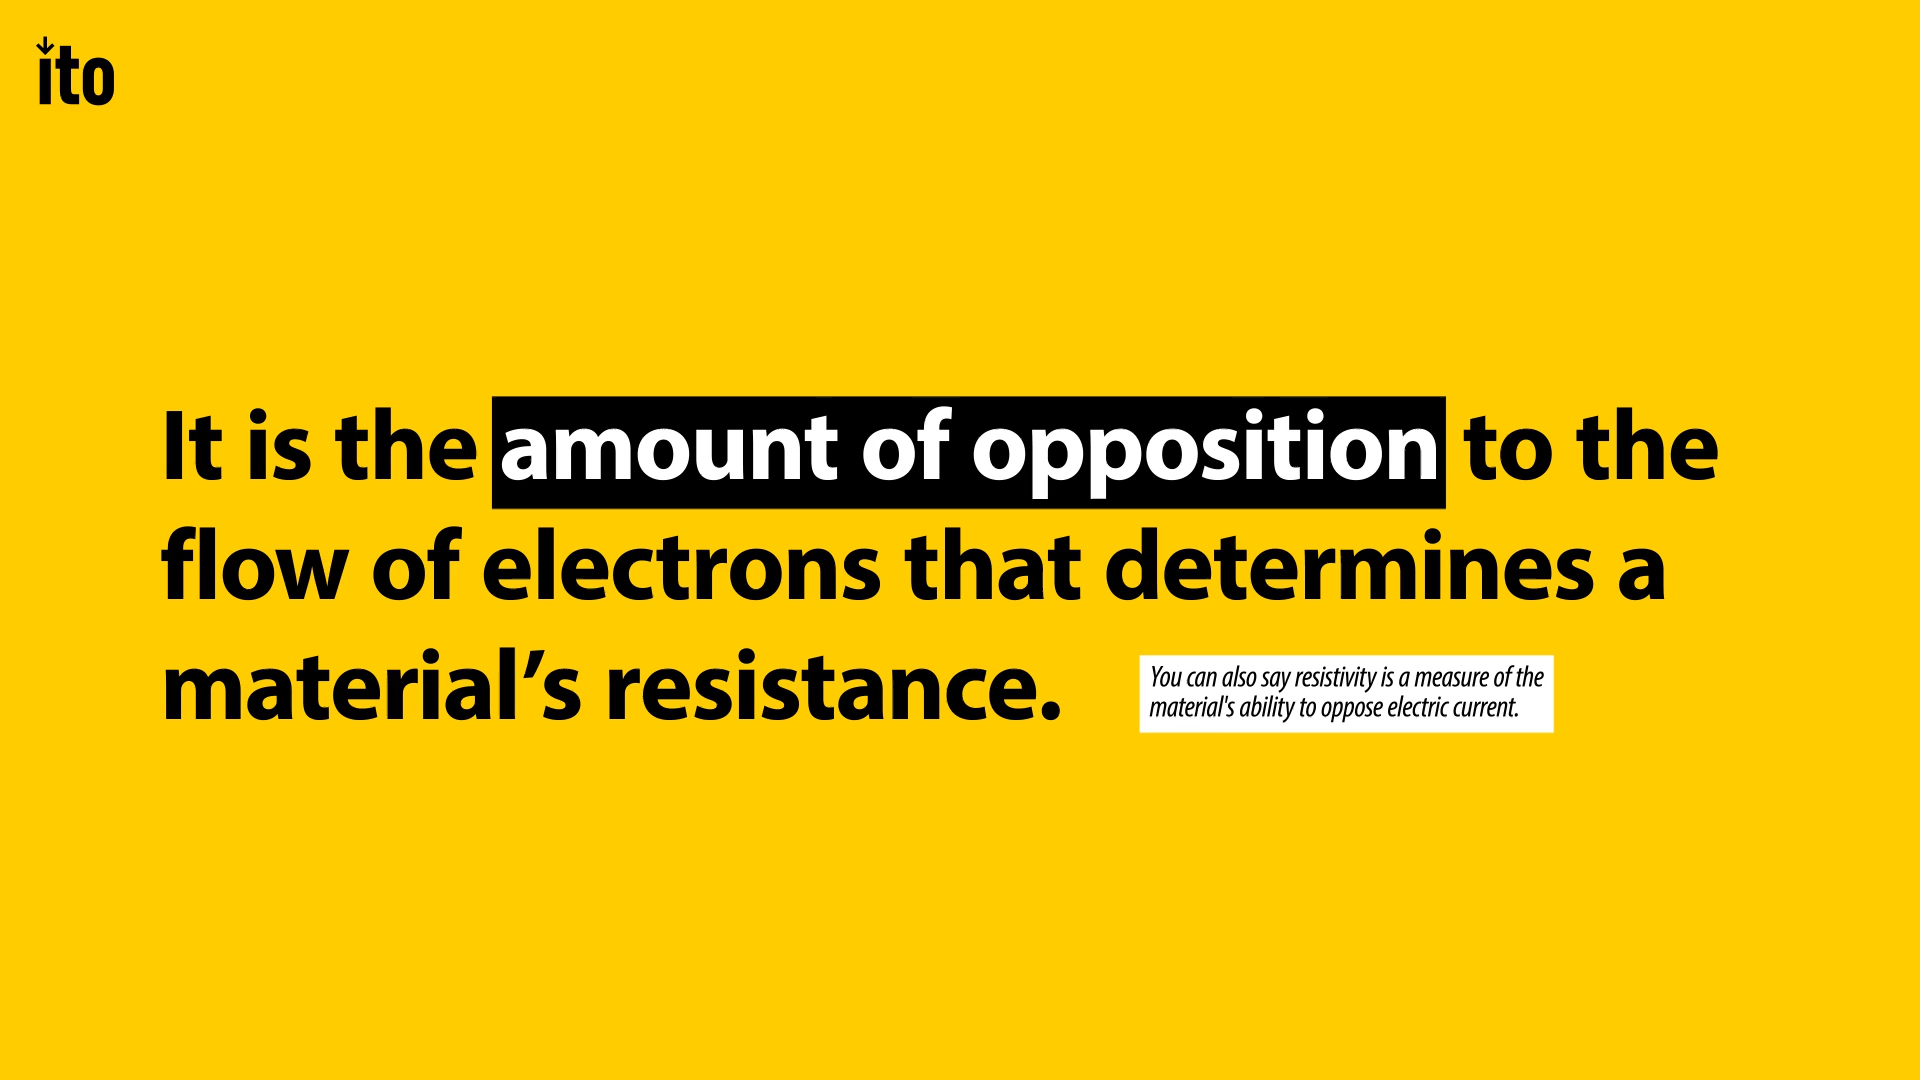 ito
It is the amount of opposition to the
flow of electrons that determines a
material’s resistance.
You can also say resistivity is a measure of the
material's ability to oppose electric current.